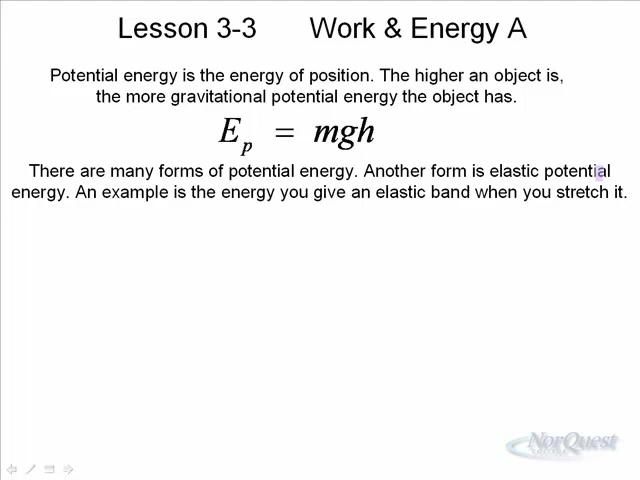 Lesson 3-3 Work & Energy A
Potential energy is the energy of position. The higher an object is,
the more gravitational potential energy the object has.
E_p = mgh
There are many forms of potential energy. Another form is elastic potential
energy. An example is the energy you give an elastic band when you stretch it.
NorQuest